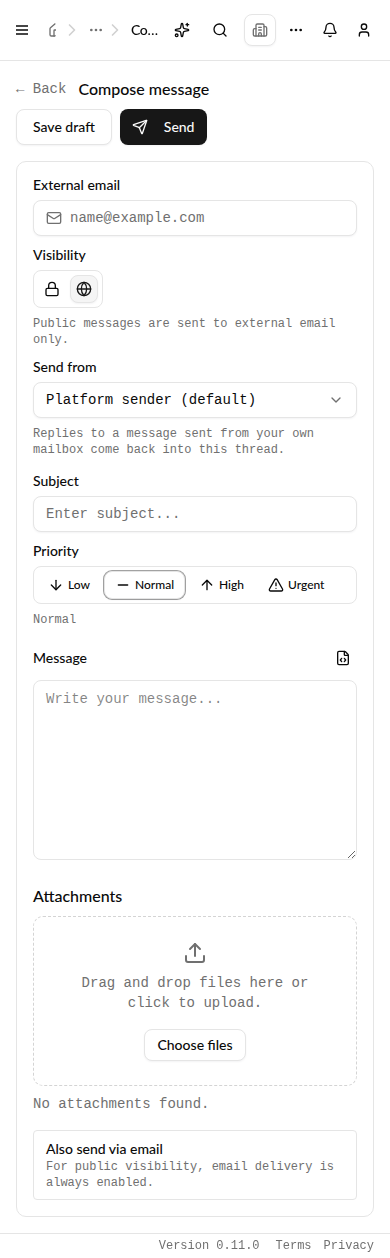 Co...
← Back Compose message
Save draft
Send
External email
name@example.com
Visibility
Public messages are sent to external email
only.
Send from
Platform sender (default)
Replies to a message sent from your own
mailbox come back into this thread.
Subject
Enter subject...
Priority
Low
Normal
High
Urgent
Normal
Message
Write your message...
Attachments
Drag and drop files here or
click to upload.
Choose files
No attachments found.
Also send via email
For public visibility, email delivery is
always enabled.
Version 0.11.0 Terms Privacy